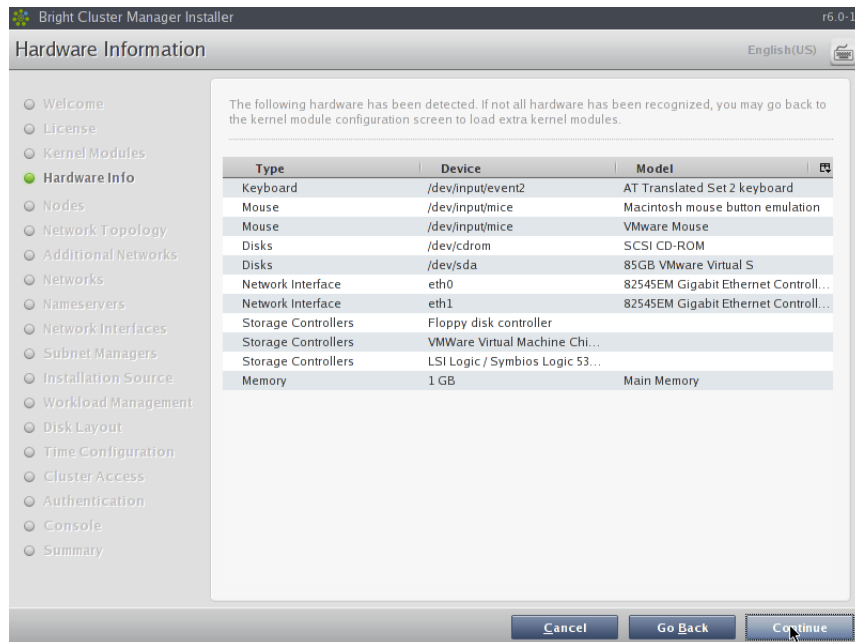 Bright Cluster Manager Installer
r6.0-1
Hardware Information
English(US)
Welcome
License
Kernel Modules
Hardware Info
Nodes
Network Topology
Additional Networks
Networks
Nameservers
Network Interfaces
Subnet Managers
Installation Source
Workload Management
Disk Layout
Time Configuration
Cluster Access
Authentication
Console
Summary
The following hardware has been detected. If not all hardware has been recognized, you may go back to
the kernel module configuration screen to load extra kernel modules.
Type Device Model
Keyboard /dev/input/event2 AT Translated Set 2 keyboard
Mouse /dev/input/mice Macintosh mouse button emulation
Mouse /dev/input/mice VMware Mouse
Disks /dev/cdrom SCSI CD-ROM
Disks /dev/sda 85GB VMware Virtual S
Network Interface eth0 82545EM Gigabit Ethernet Controll...
Network Interface eth1 82545EM Gigabit Ethernet Controll...
Storage Controllers Floppy disk controller
Storage Controllers VMWare Virtual Machine Chi...
Storage Controllers LSI Logic / Symbios Logic 53...
Memory 1 GB Main Memory
Cancel Go Back Continue